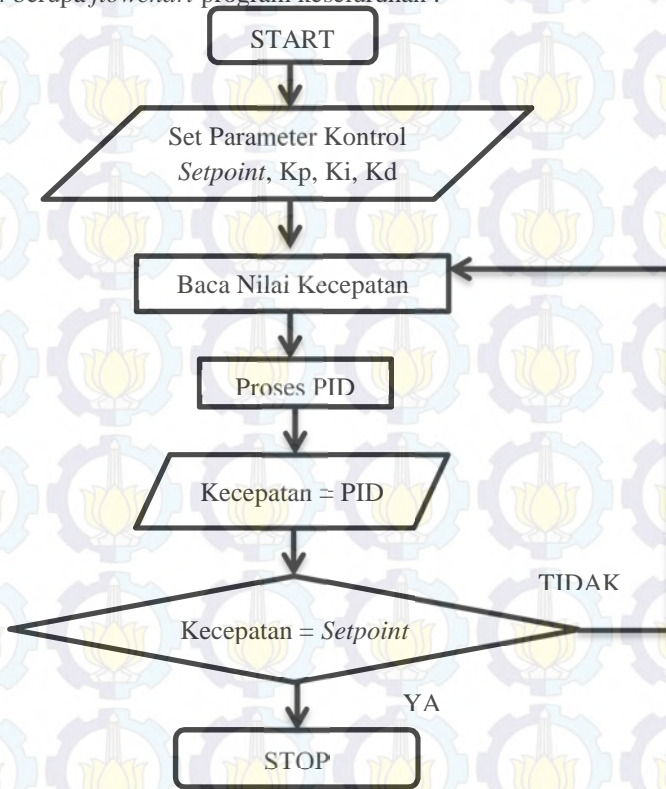 berupa flowchart program keseluruhan :
START
Set Parameter Kontrol
Setpoint, Kp, Ki, Kd
Baca Nilai Kecepatan
Proses PID
Kecepatan = PID
TIDAK
Kecepatan = Setpoint
YA
STOP